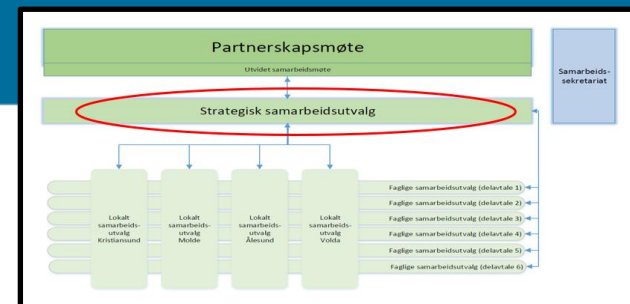 Partnerskapsmøte
Utvidet samarbeidsmøte
Samarbeids-
sekretariat
Strategisk samarbeidsutvalg
Lokalt
samarbeids-
utvalg
Kristiansund
Lokalt
samarbeids-
utvalg
Molde
Lokalt
samarbeids-
utvalg
Ålesund
Lokalt
samarbeids-
utvalg
Volda
Faglige samarbeidsutvalg (delavtale 1)
Faglige samarbeidsutvalg (delavtale 2)
Faglige samarbeidsutvalg (delavtale 3)
Faglige samarbeidsutvalg (delavtale 4)
Faglige samarbeidsutvalg (delavtale 5)
Faglige samarbeidsutvalg (delavtale 6)